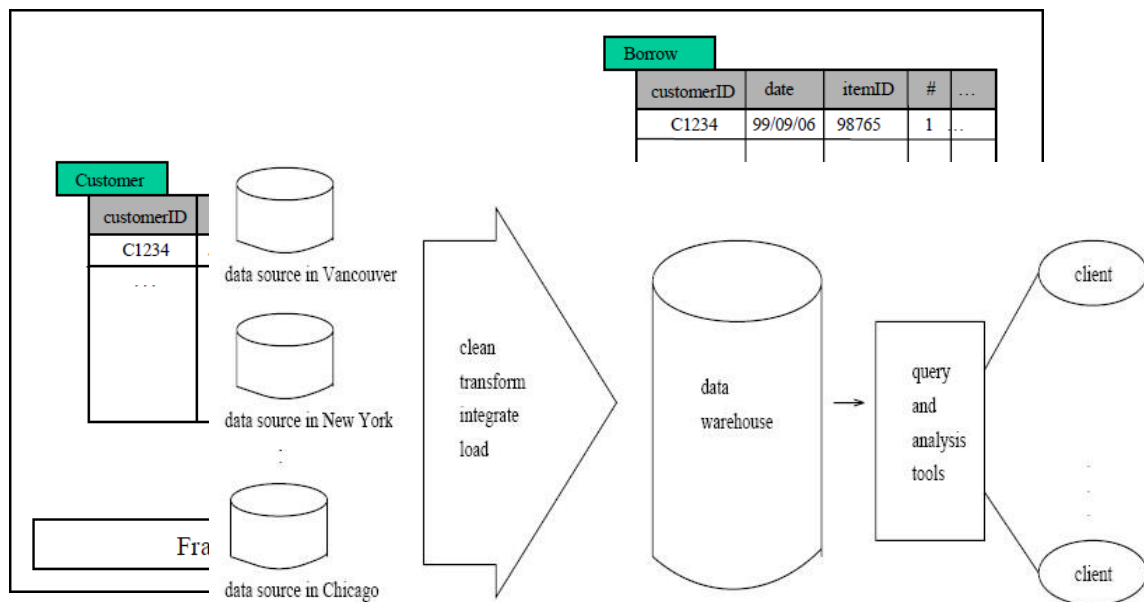 Borrow
customerID date itemID # ...
C1234 99/09/06 98765 1 ...
Customer
customerID
C1234
...
data source in Vancouver
data source in New York
data source in Chicago
clean
transform
integrate
load
data
warehouse
query
and
analysis
tools
client
client